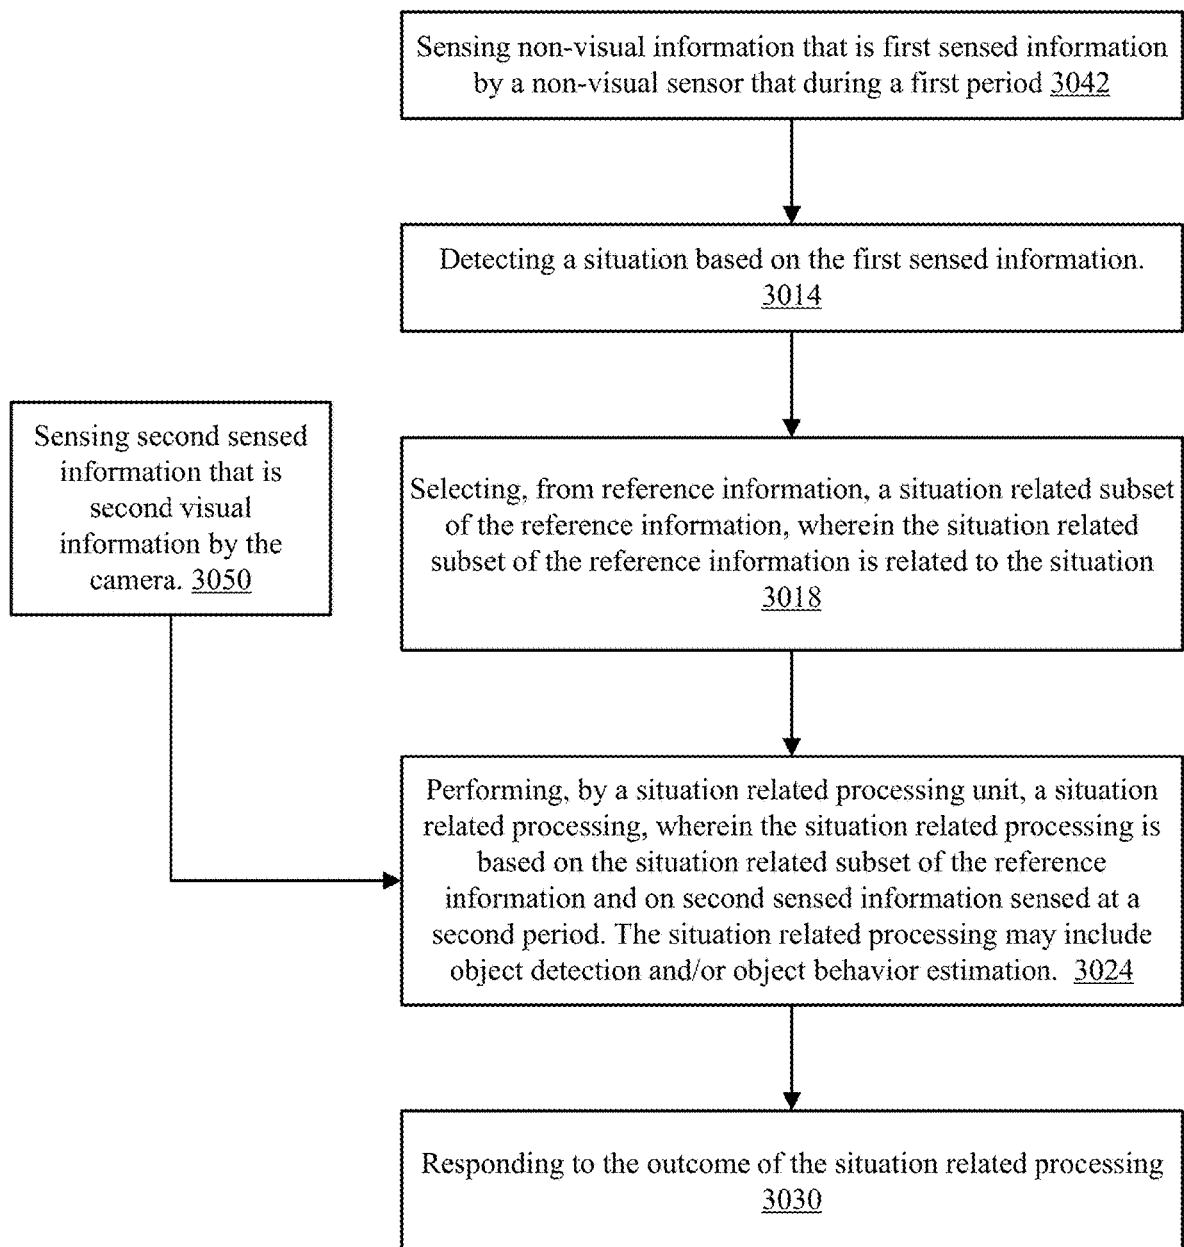 Sensing non-visual information that is first sensed information
by a non-visual sensor that during a first period 3042
Detecting a situation based on the first sensed information.
3014
Sensing second sensed
information that is
second visual
information by the
camera. 3050
Selecting, from reference information, a situation related subset
of the reference information, wherein the situation related
subset of the reference information is related to the situation
3018
Performing, by a situation related processing unit, a situation
related processing, wherein the situation related processing is
based on the situation related subset of the reference
information and on second sensed information sensed at a
second period. The situation related processing may include
object detection and/or object behavior estimation. 3024
Responding to the outcome of the situation related processing
3030